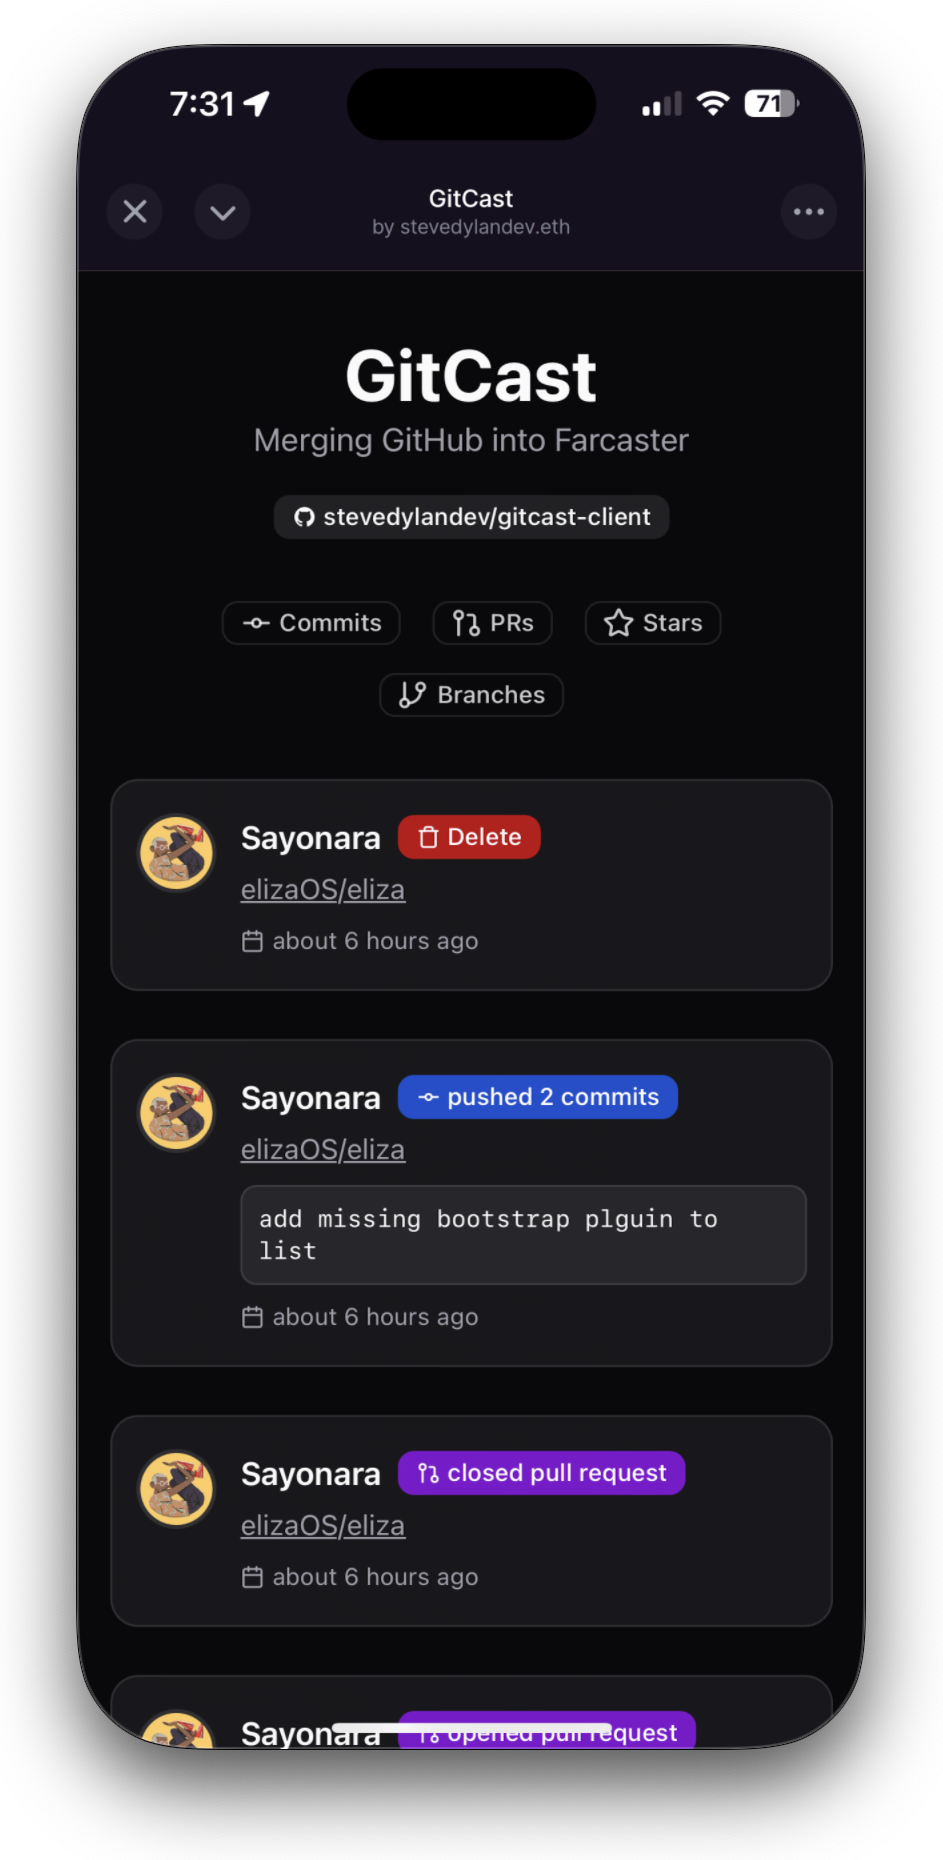 7:31
71
GitCast
by stevedylandev.eth
GitCast
Merging GitHub into Farcaster
stevedylandev/gitcast-client
Commits
PRs
Stars
Branches
Sayonara
Delete
elizaOS/eliza
about 6 hours ago
Sayonara
pushed 2 commits
elizaOS/eliza
add missing bootstrap plguin to
list
about 6 hours ago
Sayonara
closed pull request
elizaOS/eliza
about 6 hours ago
Sayonara
opened pull request